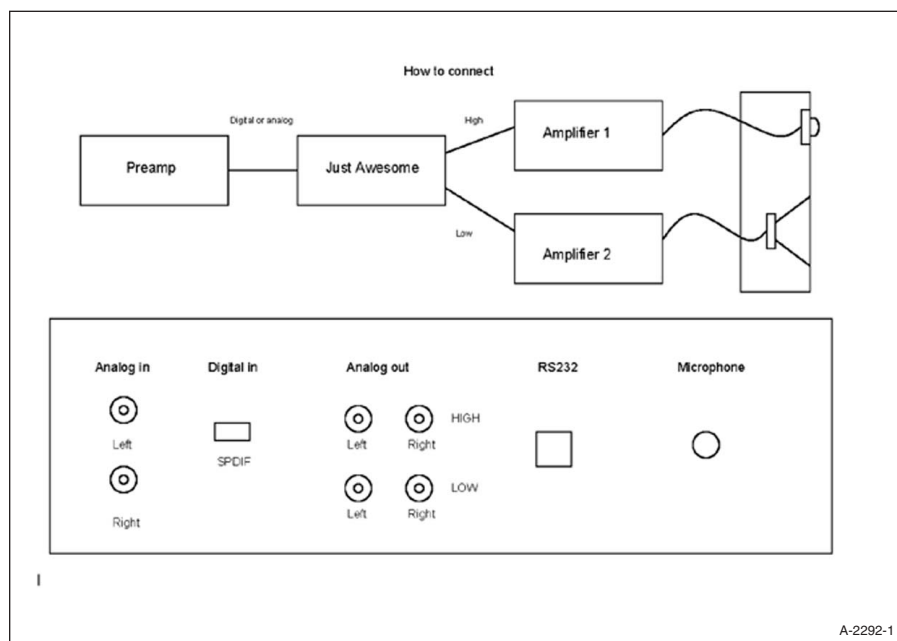 How to connect
Digital or analog
High
Amplifier 1
Preamp
Just Awesome
Low
Amplifier 2
Analog in
Digital in
Analog out
RS232
Microphone
HIGH
Left
Left
Right
SPDIF
LOW
Right
Left
Right
A-2292-1